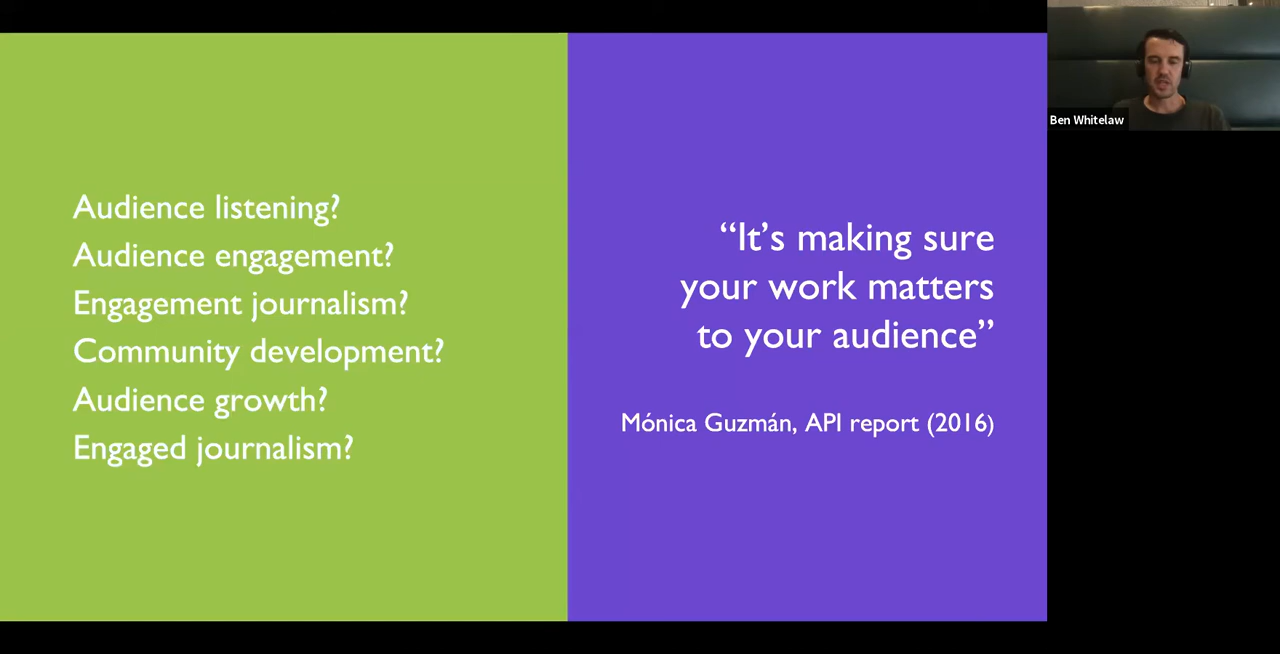 Audience listening?
Audience engagement?
Engagement journalism?
Community development?
Audience growth?
Engaged journalism?
“It’s making sure
your work matters
to your audience”
Mónica Guzmán, API report (2016)
Ben Whitelaw